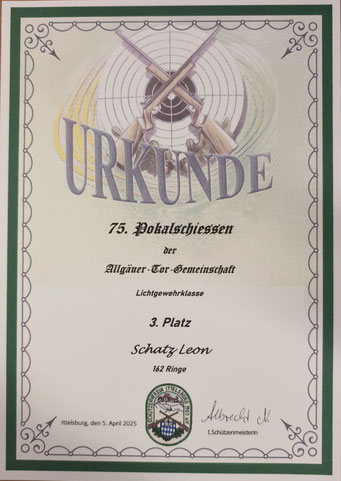 URKUNDE
75. Pokalschiessen
der
Allgäuer-Tor-Gemeinschaft
Lichtgewehrklasse
3. Platz
Schatz Leon
162 Ringe
Ittelsburg, den 5. April 2025
Albrecht N.
1.Schützenmeisterin